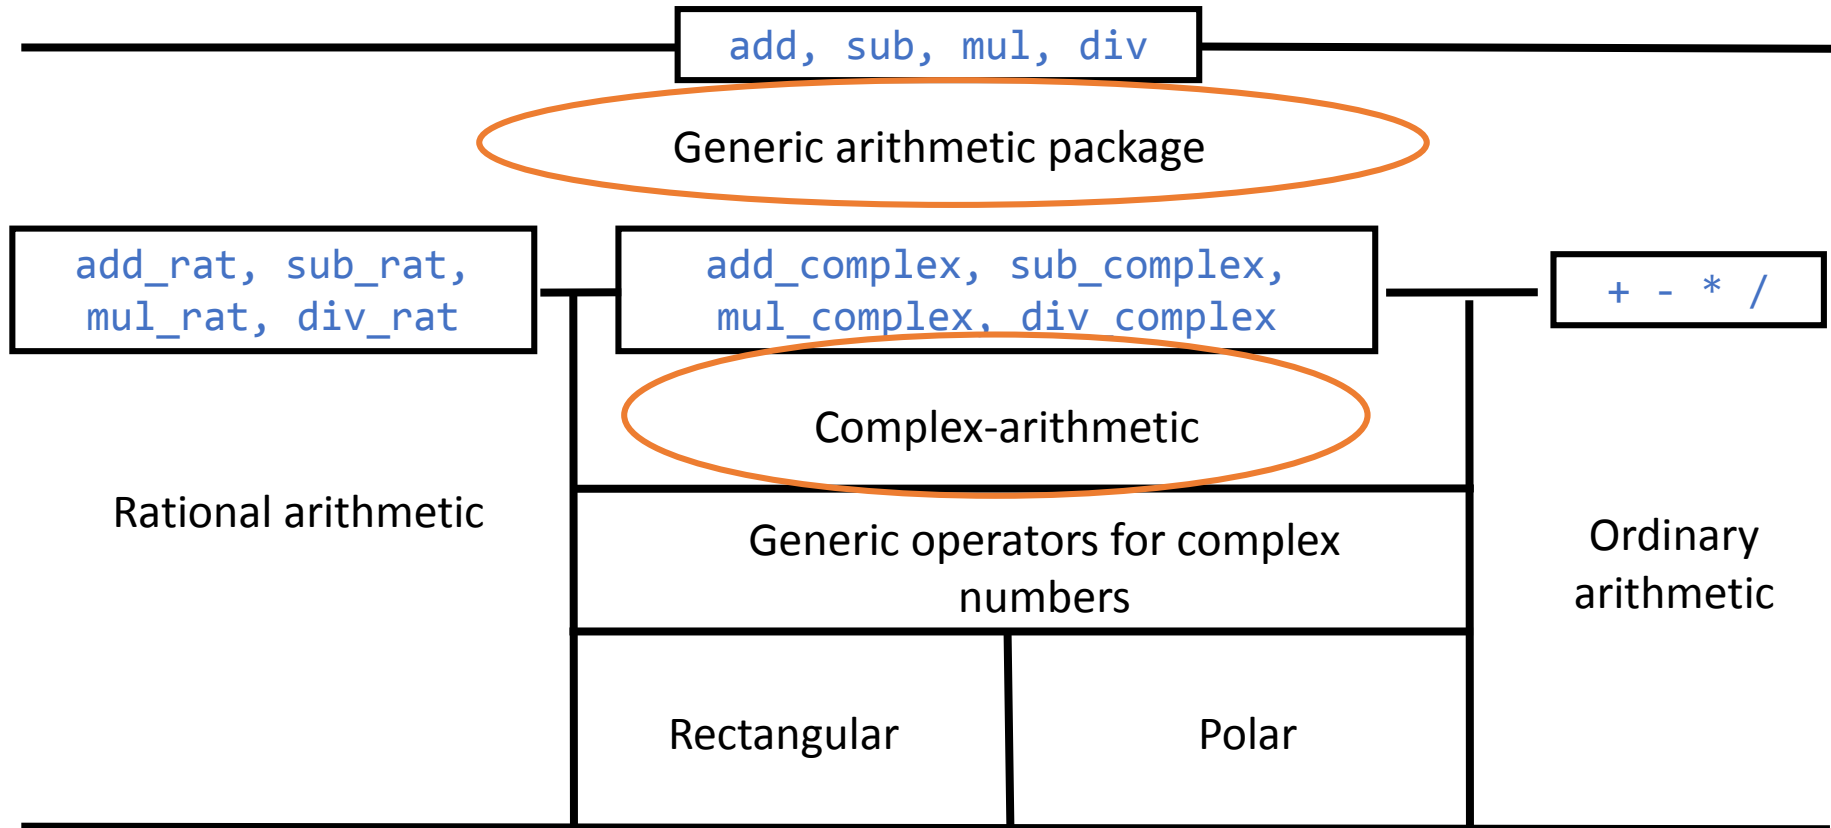 add, sub, mul, div
Generic arithmetic package
add_rat, sub_rat,
mul_rat, div_rat
add_complex, sub_complex,
mul_complex, div_complex
+ - * /
Complex-arithmetic
Rational arithmetic
Generic operators for complex
numbers
Ordinary
arithmetic
Rectangular
Polar